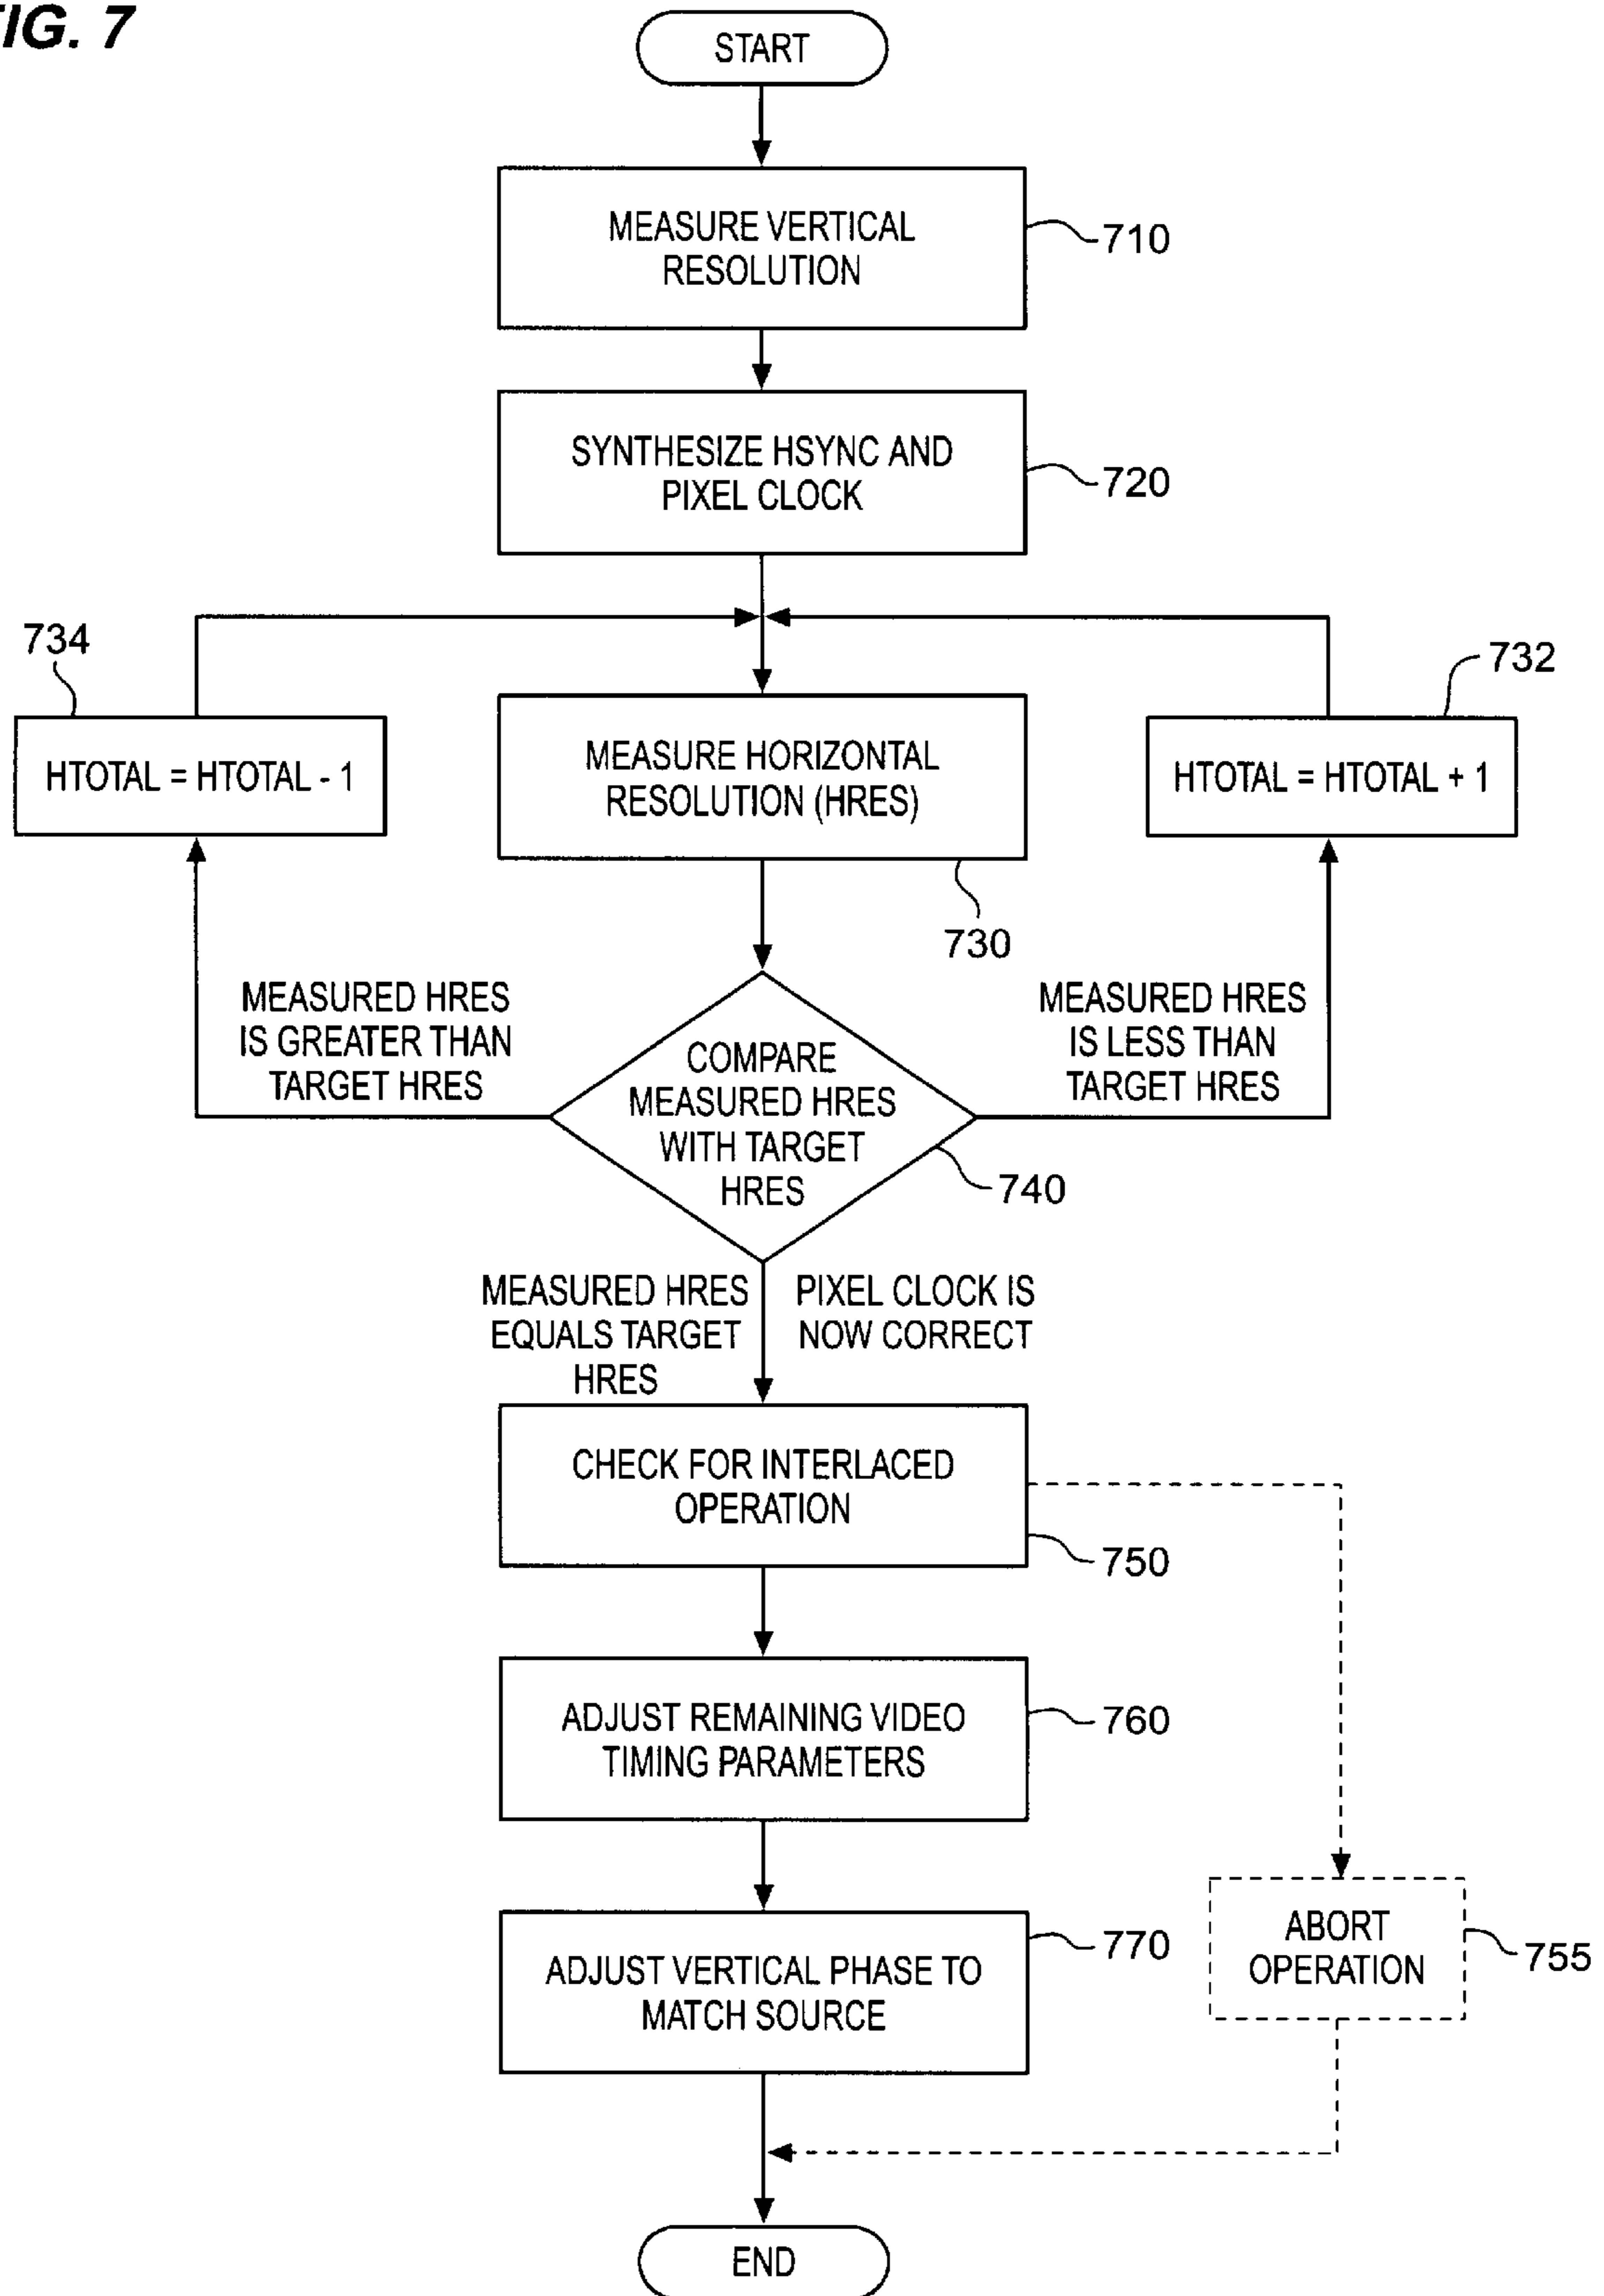 FIG. 7
START
MEASURE VERTICAL
RESOLUTION
710
SYNTHESIZE HSYNC AND
PIXEL CLOCK
720
734
HTOTAL = HTOTAL - 1
MEASURE HORIZONTAL
RESOLUTION (HRES)
730
732
HTOTAL = HTOTAL + 1
MEASURED HRES
IS GREATER THAN
TARGET HRES
COMPARE
MEASURED HRES
WITH TARGET
HRES
740
MEASURED HRES
IS LESS THAN
TARGET HRES
MEASURED HRES
EQUALS TARGET
HRES
PIXEL CLOCK IS
NOW CORRECT
CHECK FOR INTERLACED
OPERATION
750
ADJUST REMAINING VIDEO
TIMING PARAMETERS
760
ADJUST VERTICAL PHASE TO
MATCH SOURCE
770
ABORT
OPERATION
755
END